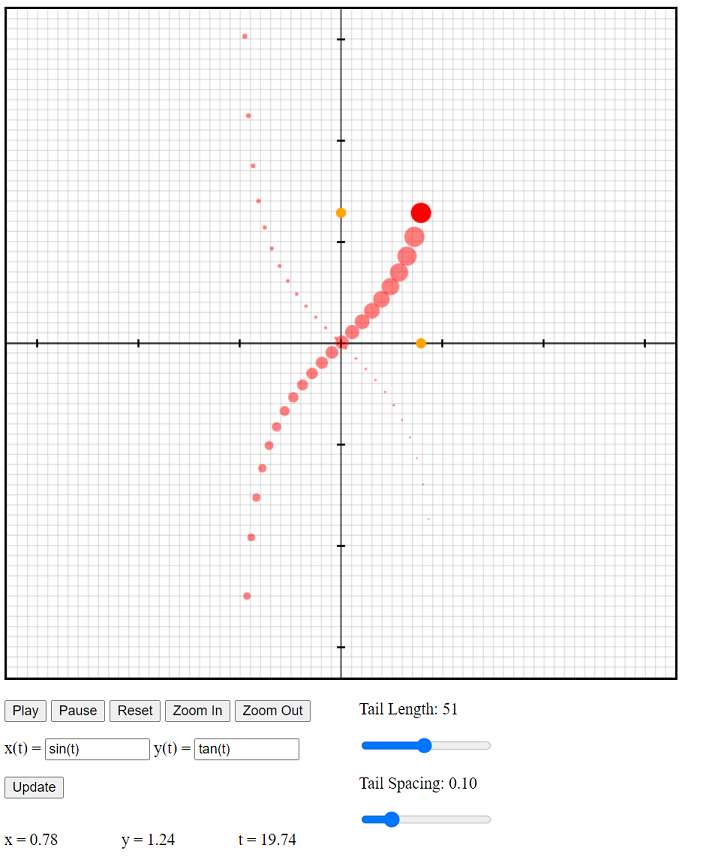 Play Pause Reset Zoom In Zoom Out
Tail Length: 51
x(t) = sin(t) y(t) = tan(t)
Update
Tail Spacing: 0.10
x = 0.78 y = 1.24 t = 19.74